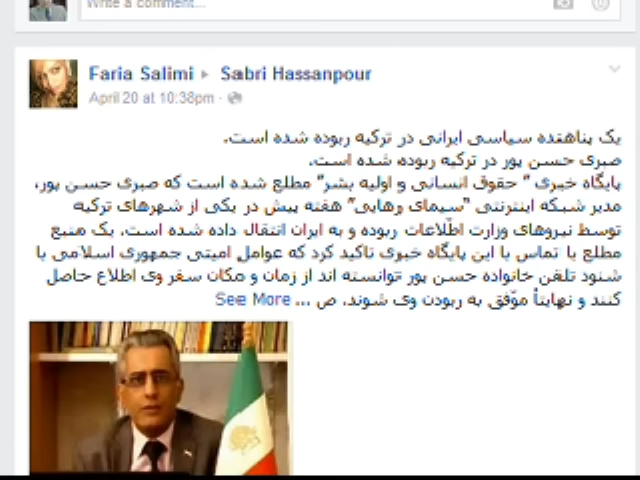 Write a comment...
Faria Salimi ▸ Sabri Hassanpour
April 20 at 10:38pm ·
یک پناهنده سیاسی ایرانی در ترکیه ربوده شده است.
صبری حسن پور در ترکیه ربوده شده است.
پایگاه خبری " حقوق انسانی و اولیه بشر" مطلع شده است که صبری حسن پور،
مدیر شبکه اینترنتی "سیمای رهایی" هفته پیش در یکی از شهرهای ترکیه
توسط نیروهای وزارت اطلاعات ربوده و به ایران انتقال داده شده است. یک منبع
مطلع با تماس با این پایگاه خبری تاکید کرد که عوامل امنیتی جمهوری اسلامی با
شنود تلفن خانواده حسن پور توانسته اند از زمان و مکان سفر وی اطلاع حاصل
کنند و نهایتاً موفق به ربودن وی شوند. ص ... See More